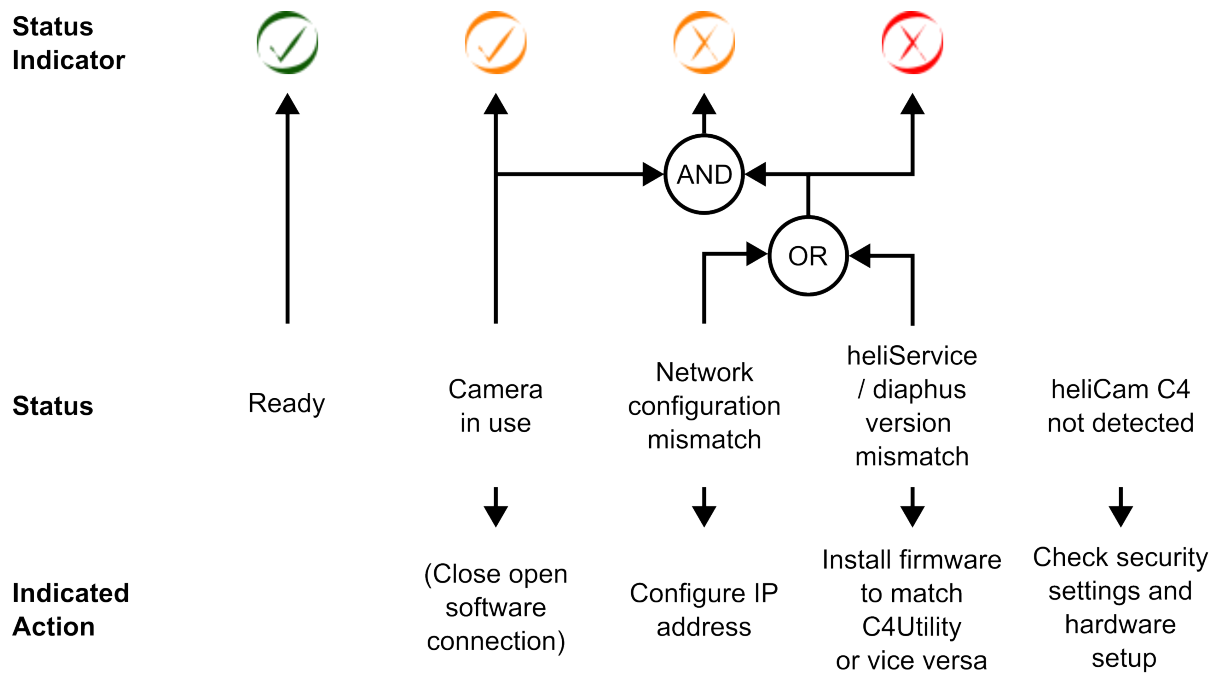 Status
Indicator
AND
OR
Status
Ready
Camera
in use
Network
configuration
mismatch
heliService
/ diaphus
version
mismatch
heliCam C4
not detected
Indicated
Action
(Close open
software
connection)
Configure IP
address
Install firmware
to match
C4Utility
or vice versa
Check security
settings and
hardware
setup